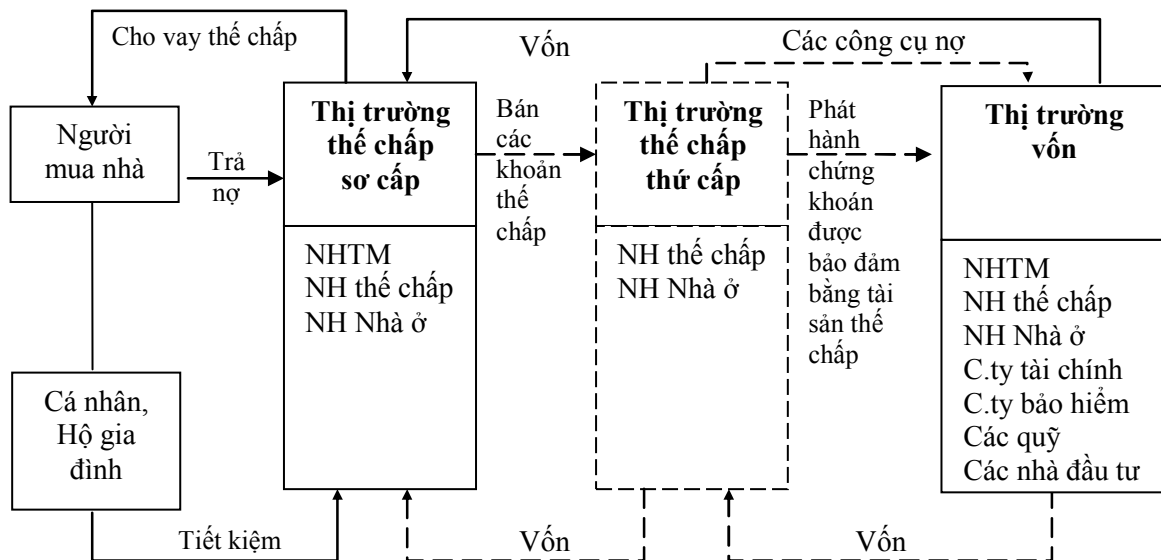 Cho vay thế chấp
Vốn
Các công cụ nợ
Người
mua nhà
Trả
nợ
Thị trường
thế chấp
sơ cấp
Bán
các
khoản
thế
chấp
Thị trường
thế chấp
thứ cấp
Phát
hành
chứng
khoán
được
bảo đảm
bằng tài
sản thế
chấp
Thị trường
vốn
NHTM
NH thế chấp
NH Nhà ở
NH thế chấp
NH Nhà ở
NHTM
NH thế chấp
NH Nhà ở
C.ty tài chính
C.ty bảo hiểm
Các quỹ
Các nhà đầu tư
Cá nhân,
Hộ gia
đình
Tiết kiệm
Vốn
Vốn